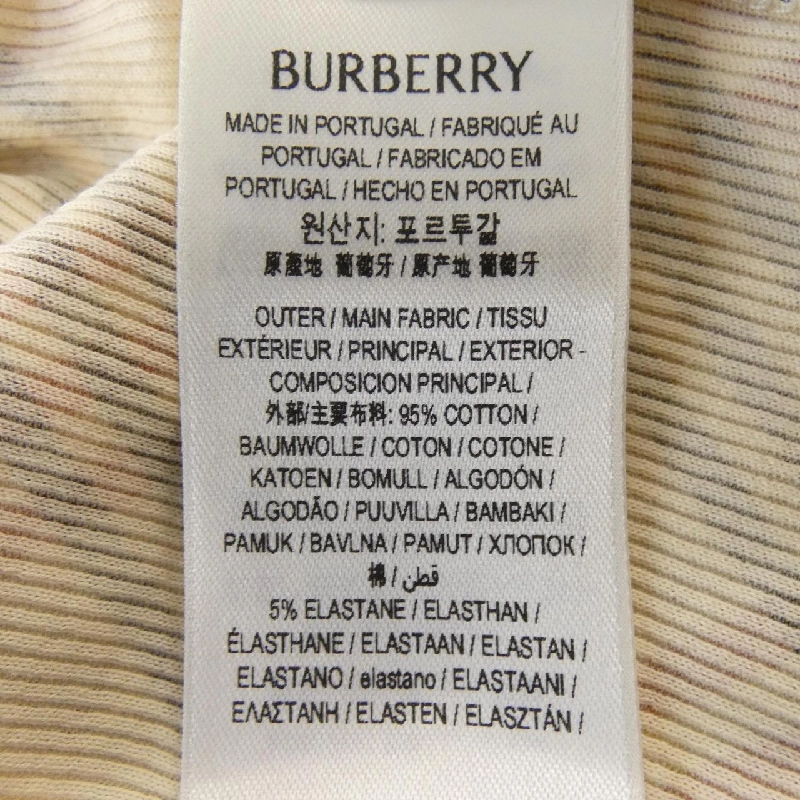 BURBERRY
MADE IN PORTUGAL / FABRIQUÉ AU
PORTUGAL / FABRICADO EM
PORTUGAL / HECHO EN PORTUGAL
원산지: 포르투갈
原產地 葡萄牙 / 原产地 葡萄牙
OUTER / MAIN FABRIC / TISSU
EXTÉRIEUR / PRINCIPAL / EXTERIOR -
COMPOSICION PRINCIPAL /
外部/主要布料: 95% COTTON /
BAUMWOLLE / COTON / COTONE /
KATOEN / BOMULL / ALGODÓN /
ALGODÃO / PUUVILLA / BAMBAKI /
PAMUK / BAVLNA / PAMUT / ХЛОПОК /
棉 / قطن
5% ELASTANE / ELASTHAN /
ÉLASTHANE / ELASTAAN / ELASTAN /
ELASTANO / elastano / ELASTAANI /
ΕΛΑΣΤΑΝΗ / ELASTEN / ELASZTÁN /